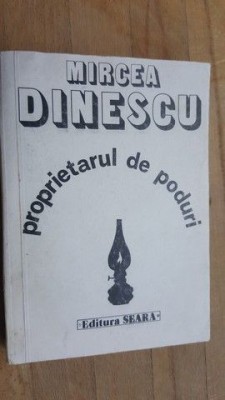 MIRCEA
DINESCU
proprietarul de poduri
-Editura SEARA-